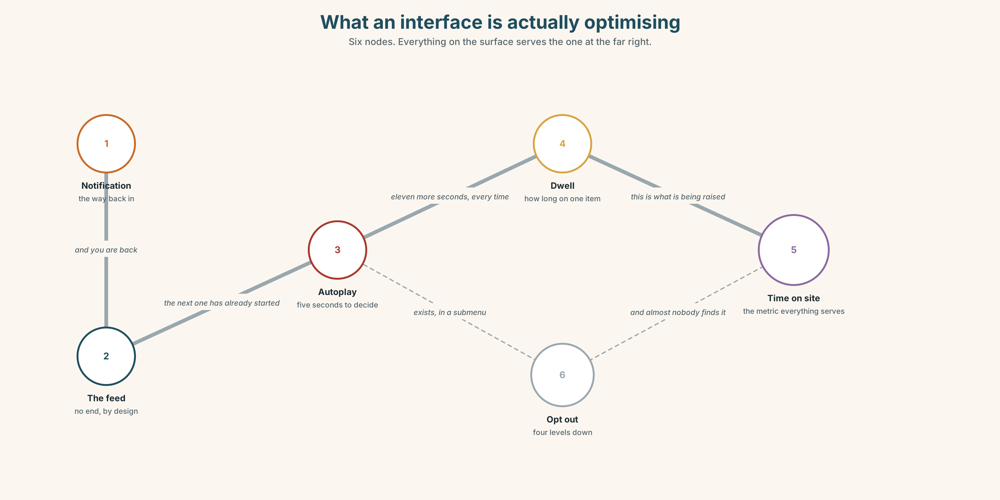 What an interface is actually optimising
Six nodes. Everything on the surface serves the one at the far right.
1
Notification
the way back in
and you are back
2
The feed
no end, by design
the next one has already started
3
Autoplay
five seconds to decide
eleven more seconds, every time
4
Dwell
how long on one item
this is what is being raised
5
Time on site
the metric everything serves
exists, in a submenu
and almost nobody finds it
6
Opt out
four levels down